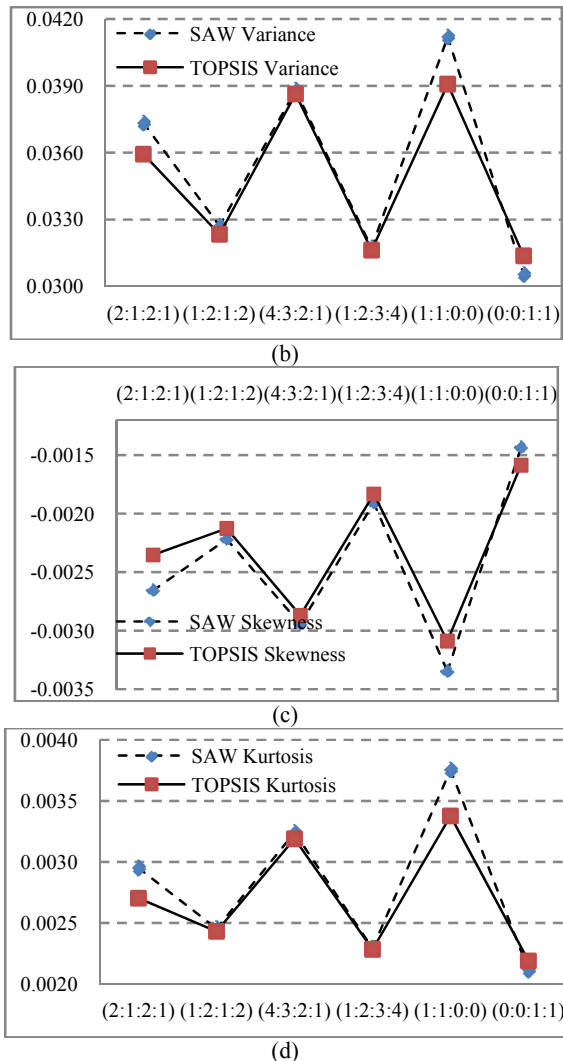 0.0420
SAW Variance
TOPSIS Variance
0.0390
0.0360
0.0330
0.0300
(2:1:2:1) (1:2:1:2) (4:3:2:1) (1:2:3:4) (1:1:0:0) (0:0:1:1)
(b)
(2:1:2:1) (1:2:1:2) (4:3:2:1) (1:2:3:4) (1:1:0:0) (0:0:1:1)
-0.0015
-0.0020
-0.0025
-0.0030
SAW Skewness
TOPSIS Skewness
-0.0035
(c)
0.0040
SAW Kurtosis
TOPSIS Kurtosis
0.0035
0.0030
0.0025
0.0020
(2:1:2:1) (1:2:1:2) (4:3:2:1) (1:2:3:4) (1:1:0:0) (0:0:1:1)
(d)